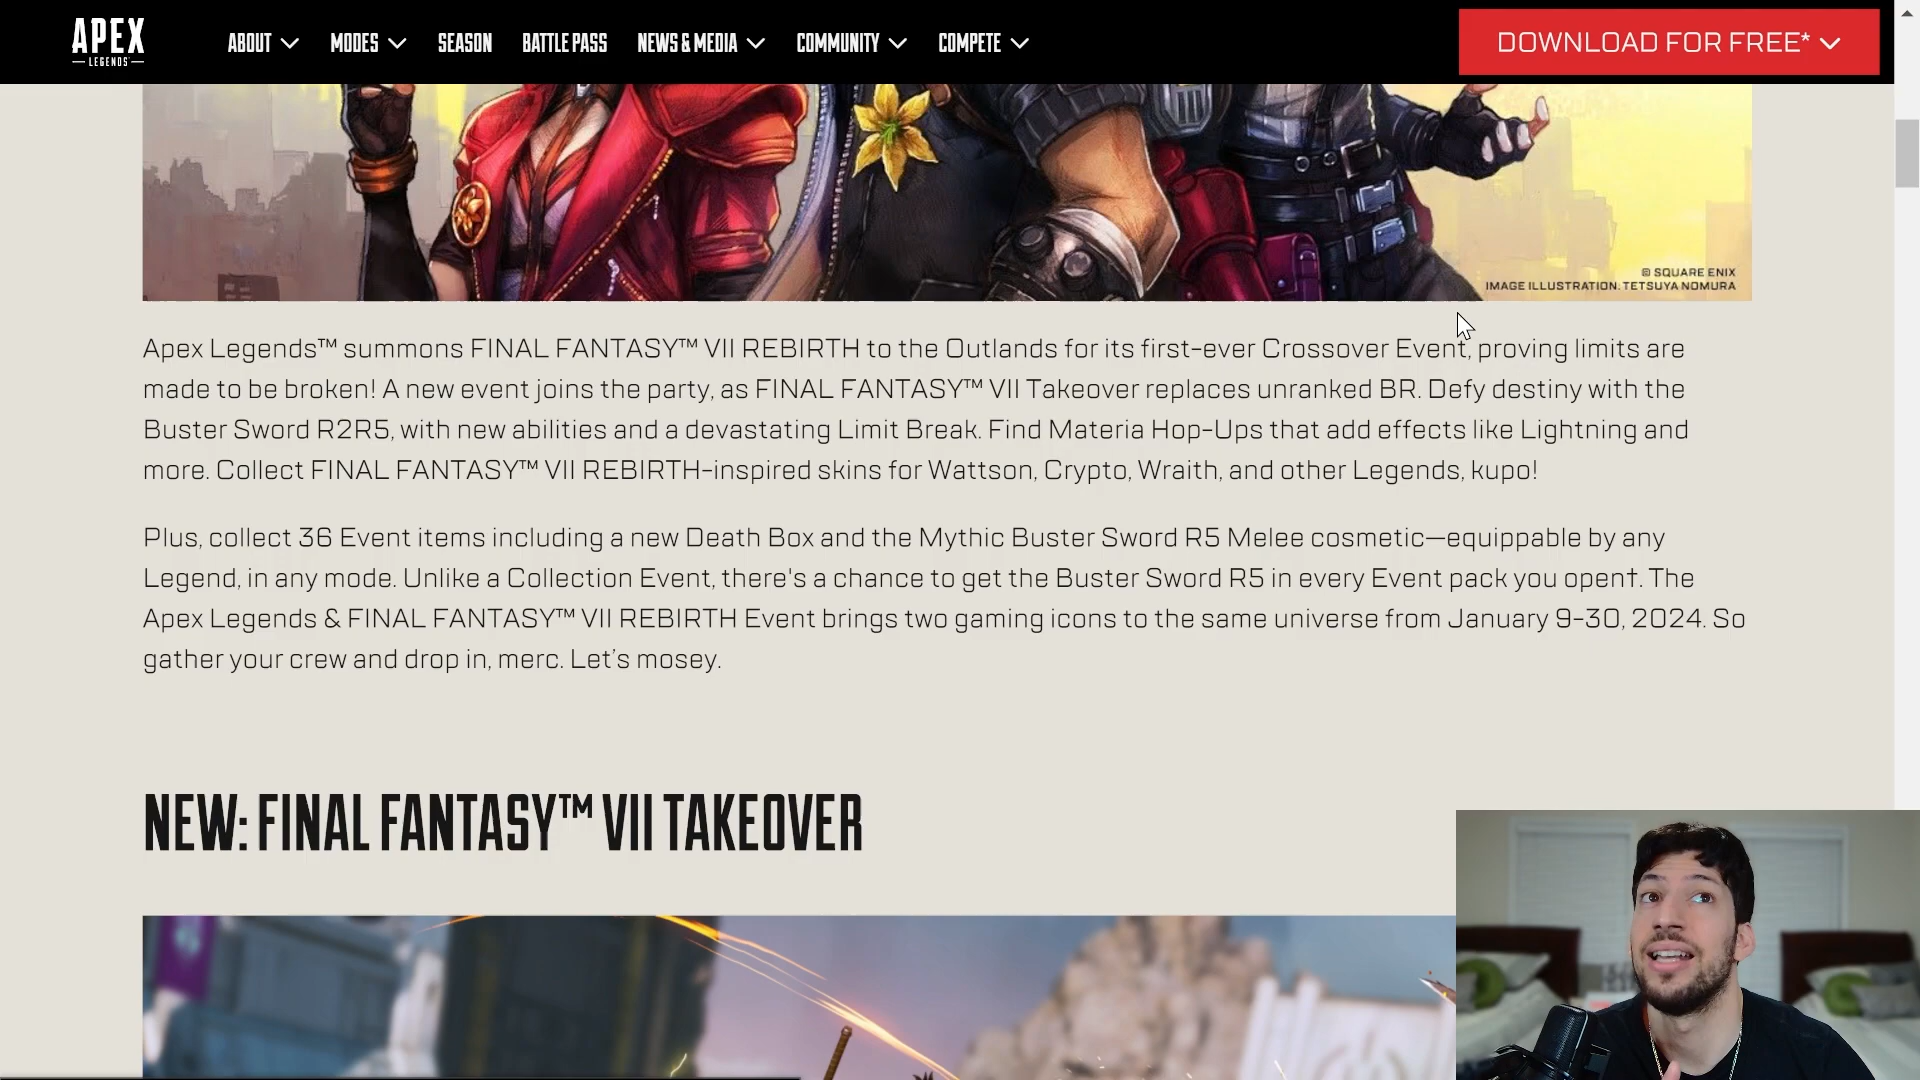 APEX
LEGENDS
ABOUT MODES SEASON BATTLE PASS NEWS & MEDIA COMMUNITY COMPETE
DOWNLOAD FOR FREE*
© SQUARE ENIX
IMAGE ILLUSTRATION: TETSUYA NOMURA
Apex Legends™ summons FINAL FANTASY™ VII REBIRTH to the Outlands for its first-ever Crossover Event, proving limits are
made to be broken! A new event joins the party, as FINAL FANTASY™ VII Takeover replaces unranked BR. Defy destiny with the
Buster Sword R2R5, with new abilities and a devastating Limit Break. Find Materia Hop-Ups that add effects like Lightning and
more. Collect FINAL FANTASY™ VII REBIRTH-inspired skins for Wattson, Crypto, Wraith, and other Legends, kupo!
Plus, collect 36 Event items including a new Death Box and the Mythic Buster Sword R5 Melee cosmetic—equippable by any
Legend, in any mode. Unlike a Collection Event, there's a chance to get the Buster Sword R5 in every Event pack you open†. The
Apex Legends & FINAL FANTASY™ VII REBIRTH Event brings two gaming icons to the same universe from January 9-30, 2024. So
gather your crew and drop in, merc. Let’s mosey.
NEW: FINAL FANTASY™ VII TAKEOVER